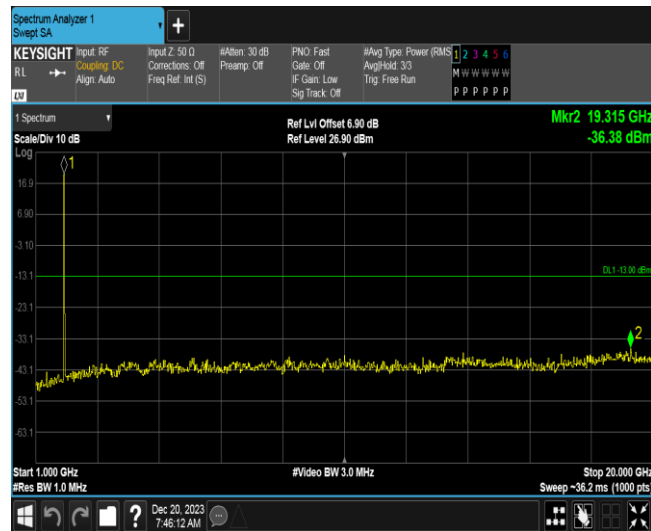 Spectrum Analyzer 1
Swept SA
+
KEYSIGHT
RL
LXI
Input: RF
Coupling: DC
Align: Auto
Input Z: 50 Ω
Corrections: Off
Freq Ref: Int (S)
#Atten: 30 dB
Preamp: Off
PNO: Fast
Gate: Off
IF Gain: Low
Sig Track: Off
#Avg Type: Power (RMS
Avg|Hold: 3/3
Trig: Free Run
1 2 3 4 5 6
M W W W W W
P P P P P P
1 Spectrum
Scale/Div 10 dB
Log
Ref Lvl Offset 6.90 dB
Ref Level 26.90 dBm
Mkr2 19.315 GHz
-36.38 dBm
1
16.9
6.90
-3.10
-13.1
DL1 -13.00 dBm
-23.1
-33.1
2
-43.1
-53.1
-63.1
Start 1.000 GHz
#Res BW 1.0 MHz
#Video BW 3.0 MHz
Stop 20.000 GHz
Sweep ~36.2 ms (1000 pts)
?
Dec 20, 2023
7:46:12 AM